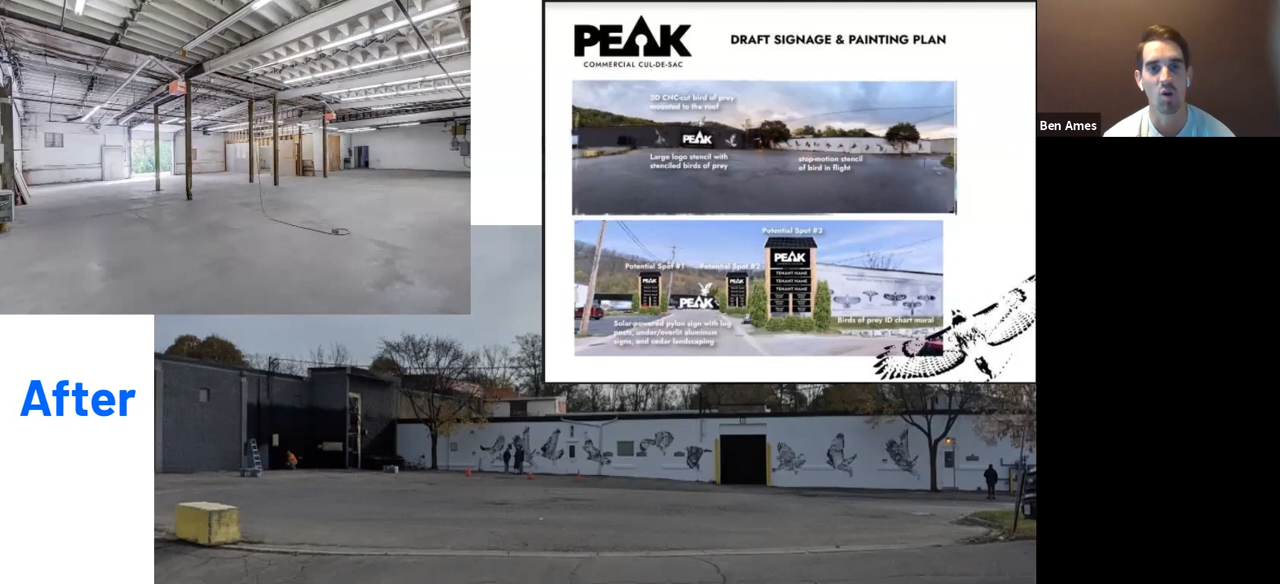 PEAK
COMMERCIAL CUL-DE-SAC
DRAFT SIGNAGE & PAINTING PLAN
3D CNC-cut bird of prey
mounted to the roof
PEAK
Large logo stencil with
stenciled birds of prey
stop-motion stencil
of bird in flight
Potential Spot #3
Potential Spot #1
Potential Spot #2
PEAK
PEAK
PEAK
PEAK
TENANT NAME
TENANT NAME
TENANT NAME
Solar-powered pylon sign with log
posts, under/overlit aluminum
signs, and cedar landscaping
Birds of prey ID chart mural
Ben Ames
After